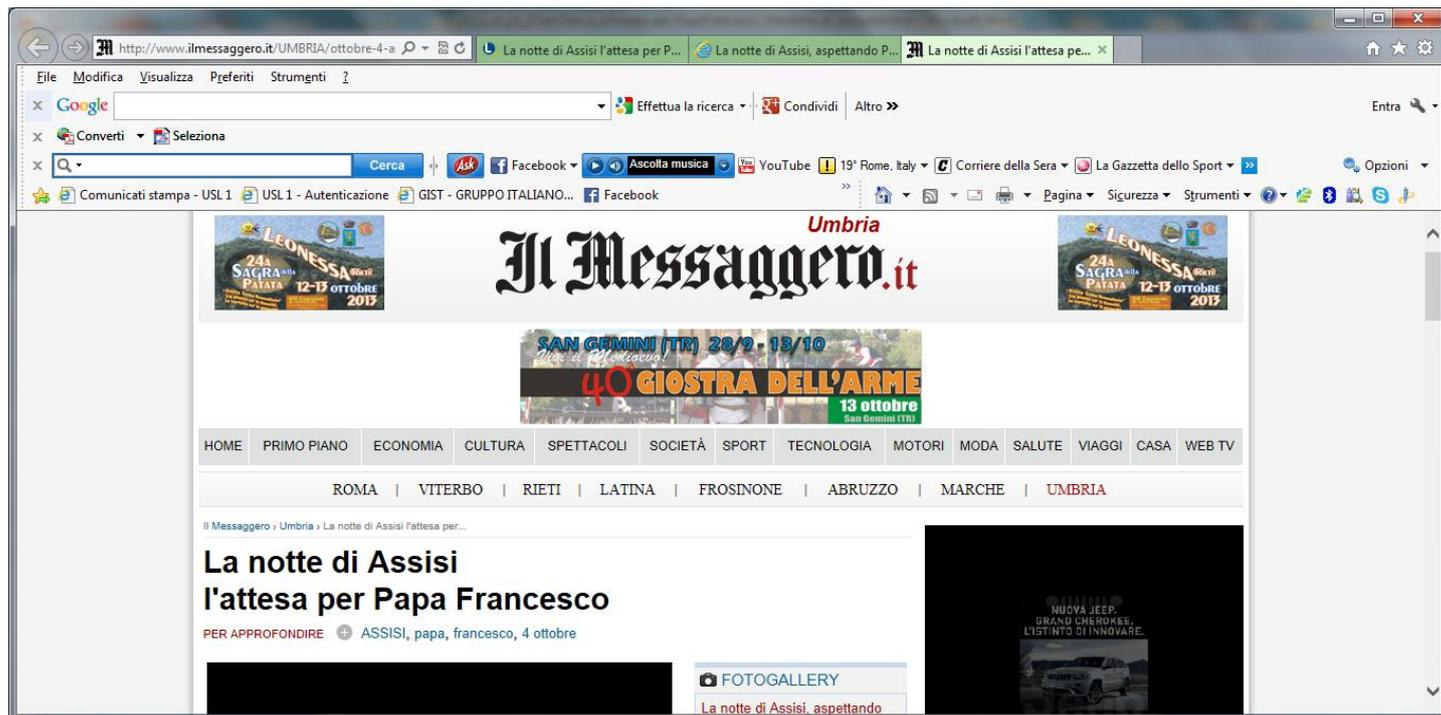 http://www.ilmessaggero.it/UMBRIA/ottobre-4-a
La notte di Assisi l'attesa per P...
La notte di Assisi, aspettando P...
La notte di Assisi l'attesa pe...
File Modifica Visualizza Preferiti Strumenti ?
Google Effettua la ricerca Condividi Altro » Entra
Converti Seleziona
Cerca Ask Facebook Ascolta musica YouTube 19° Rome, Italy Corriere della Sera La Gazzetta dello Sport » Opzioni
Comunicati stampa - USL 1 USL 1 - Autenticazione GIST - GRUPPO ITALIANO... Facebook » Pagina Sicurezza Strumenti
LEONESSA (RIETI)
24a
SAGRA della
PATATA 12-13 OTTOBRE
2013
Umbria
Il Messaggero.it
LEONESSA (RIETI)
24a
SAGRA della
PATATA 12-13 OTTOBRE
2013
SAN GEMINI (TR) 28/9 - 13/10
Vivi il Medioevo!
40° GIOSTRA DELL'ARME
13 ottobre
San Gemini (TR)
HOME PRIMO PIANO ECONOMIA CULTURA SPETTACOLI SOCIETÀ SPORT TECNOLOGIA MOTORI MODA SALUTE VIAGGI CASA WEB TV
ROMA | VITERBO | RIETI | LATINA | FROSINONE | ABRUZZO | MARCHE | UMBRIA
Il Messaggero › Umbria › La notte di Assisi l'attesa per...
La notte di Assisi
l'attesa per Papa Francesco
PER APPROFONDIRE ASSISI, papa, francesco, 4 ottobre
NUOVA JEEP.
GRAND CHEROKEE.
L'ISTINTO DI INNOVARE.
Jeep
FOTOGALLERY
La notte di Assisi, aspettando